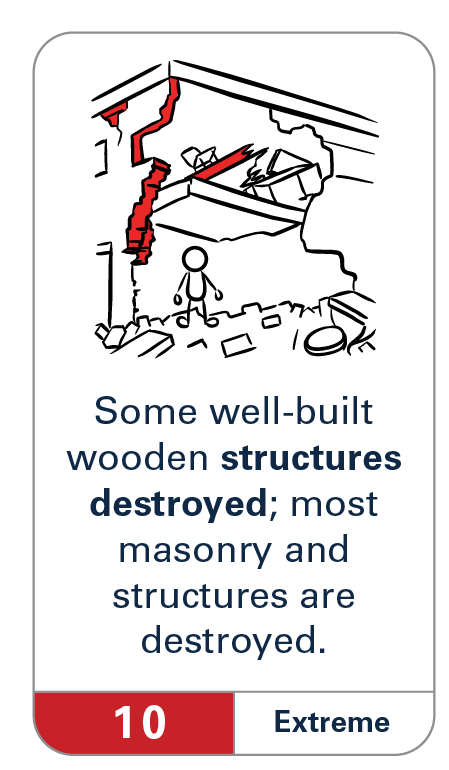 Some well-built
wooden structures
destroyed; most
masonry and
structures are
destroyed.
10
Extreme